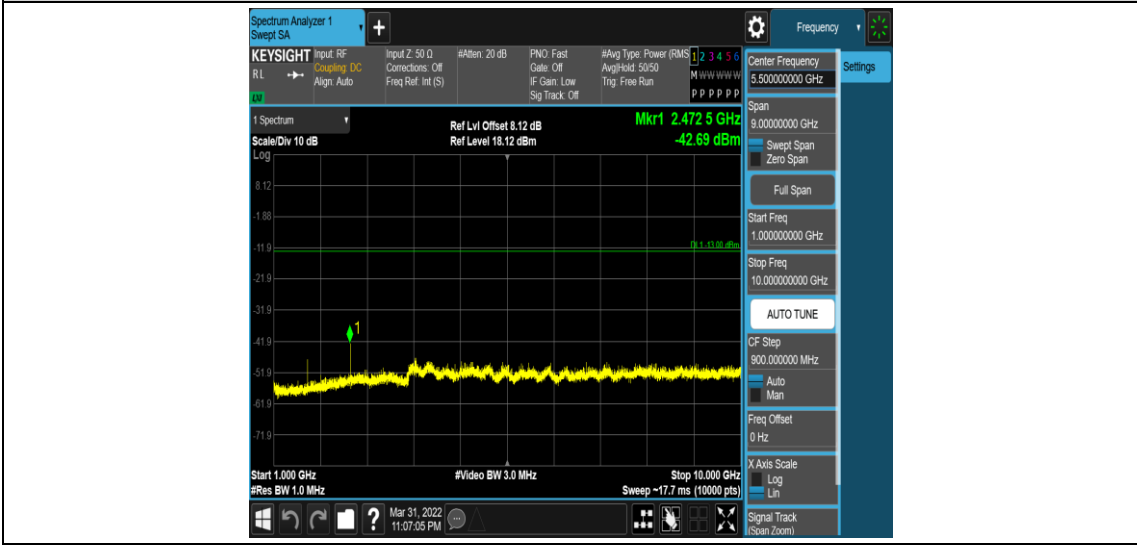 Spectrum Analyzer 1
Swept SA
+
Frequency
KEYSIGHT
RL
LXI
Input: RF
Coupling: DC
Align: Auto
Input Z: 50 Ω
Corrections: Off
Freq Ref: Int (S)
#Atten: 20 dB
PNO: Fast
Gate: Off
IF Gain: Low
Sig Track: Off
#Avg Type: Power (RMS
Avg|Hold: 50/50
Trig: Free Run
1 2 3 4 5 6
M W W W W W
P P P P P P
Center Frequency
5.500000000 GHz
Settings
1 Spectrum
Ref Lvl Offset 8.12 dB
Mkr1 2.472 5 GHz
Scale/Div 10 dB
Ref Level 18.12 dBm
-42.69 dBm
Log
8.12
-1.88
-11.9
DL1 -13.00 dBm
-21.9
-31.9
1
-41.9
-51.9
-61.9
-71.9
Start 1.000 GHz
#Video BW 3.0 MHz
Stop 10.000 GHz
#Res BW 1.0 MHz
Sweep ~17.7 ms (10000 pts)
Span
9.00000000 GHz
Swept Span
Zero Span
Full Span
Start Freq
1.000000000 GHz
Stop Freq
10.000000000 GHz
AUTO TUNE
CF Step
900.000000 MHz
Auto
Man
Freq Offset
0 Hz
X Axis Scale
Log
Lin
Signal Track
(Span Zoom)
?
Mar 31, 2022
11:07:05 PM